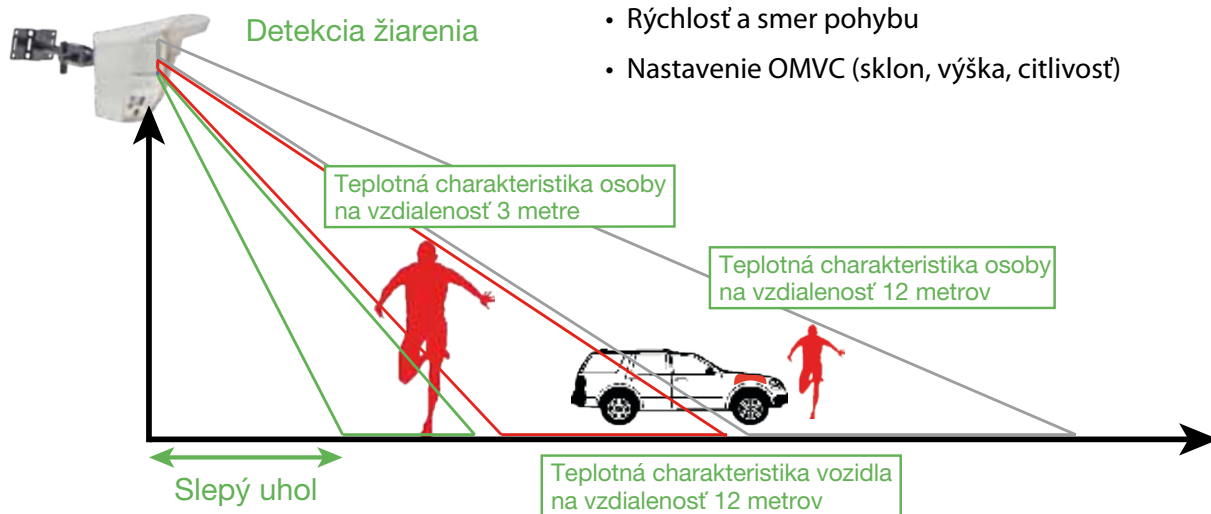 Detekcia žiarenia
• Rýchlosť a smer pohybu
• Nastavenie OMVC (sklon, výška, citlivosť)
Teplotná charakteristika osoby
na vzdialenosť 3 metre
Teplotná charakteristika osoby
na vzdialenosť 12 metrov
Slepý uhol
Teplotná charakteristika vozidla
na vzdialenosť 12 metrov